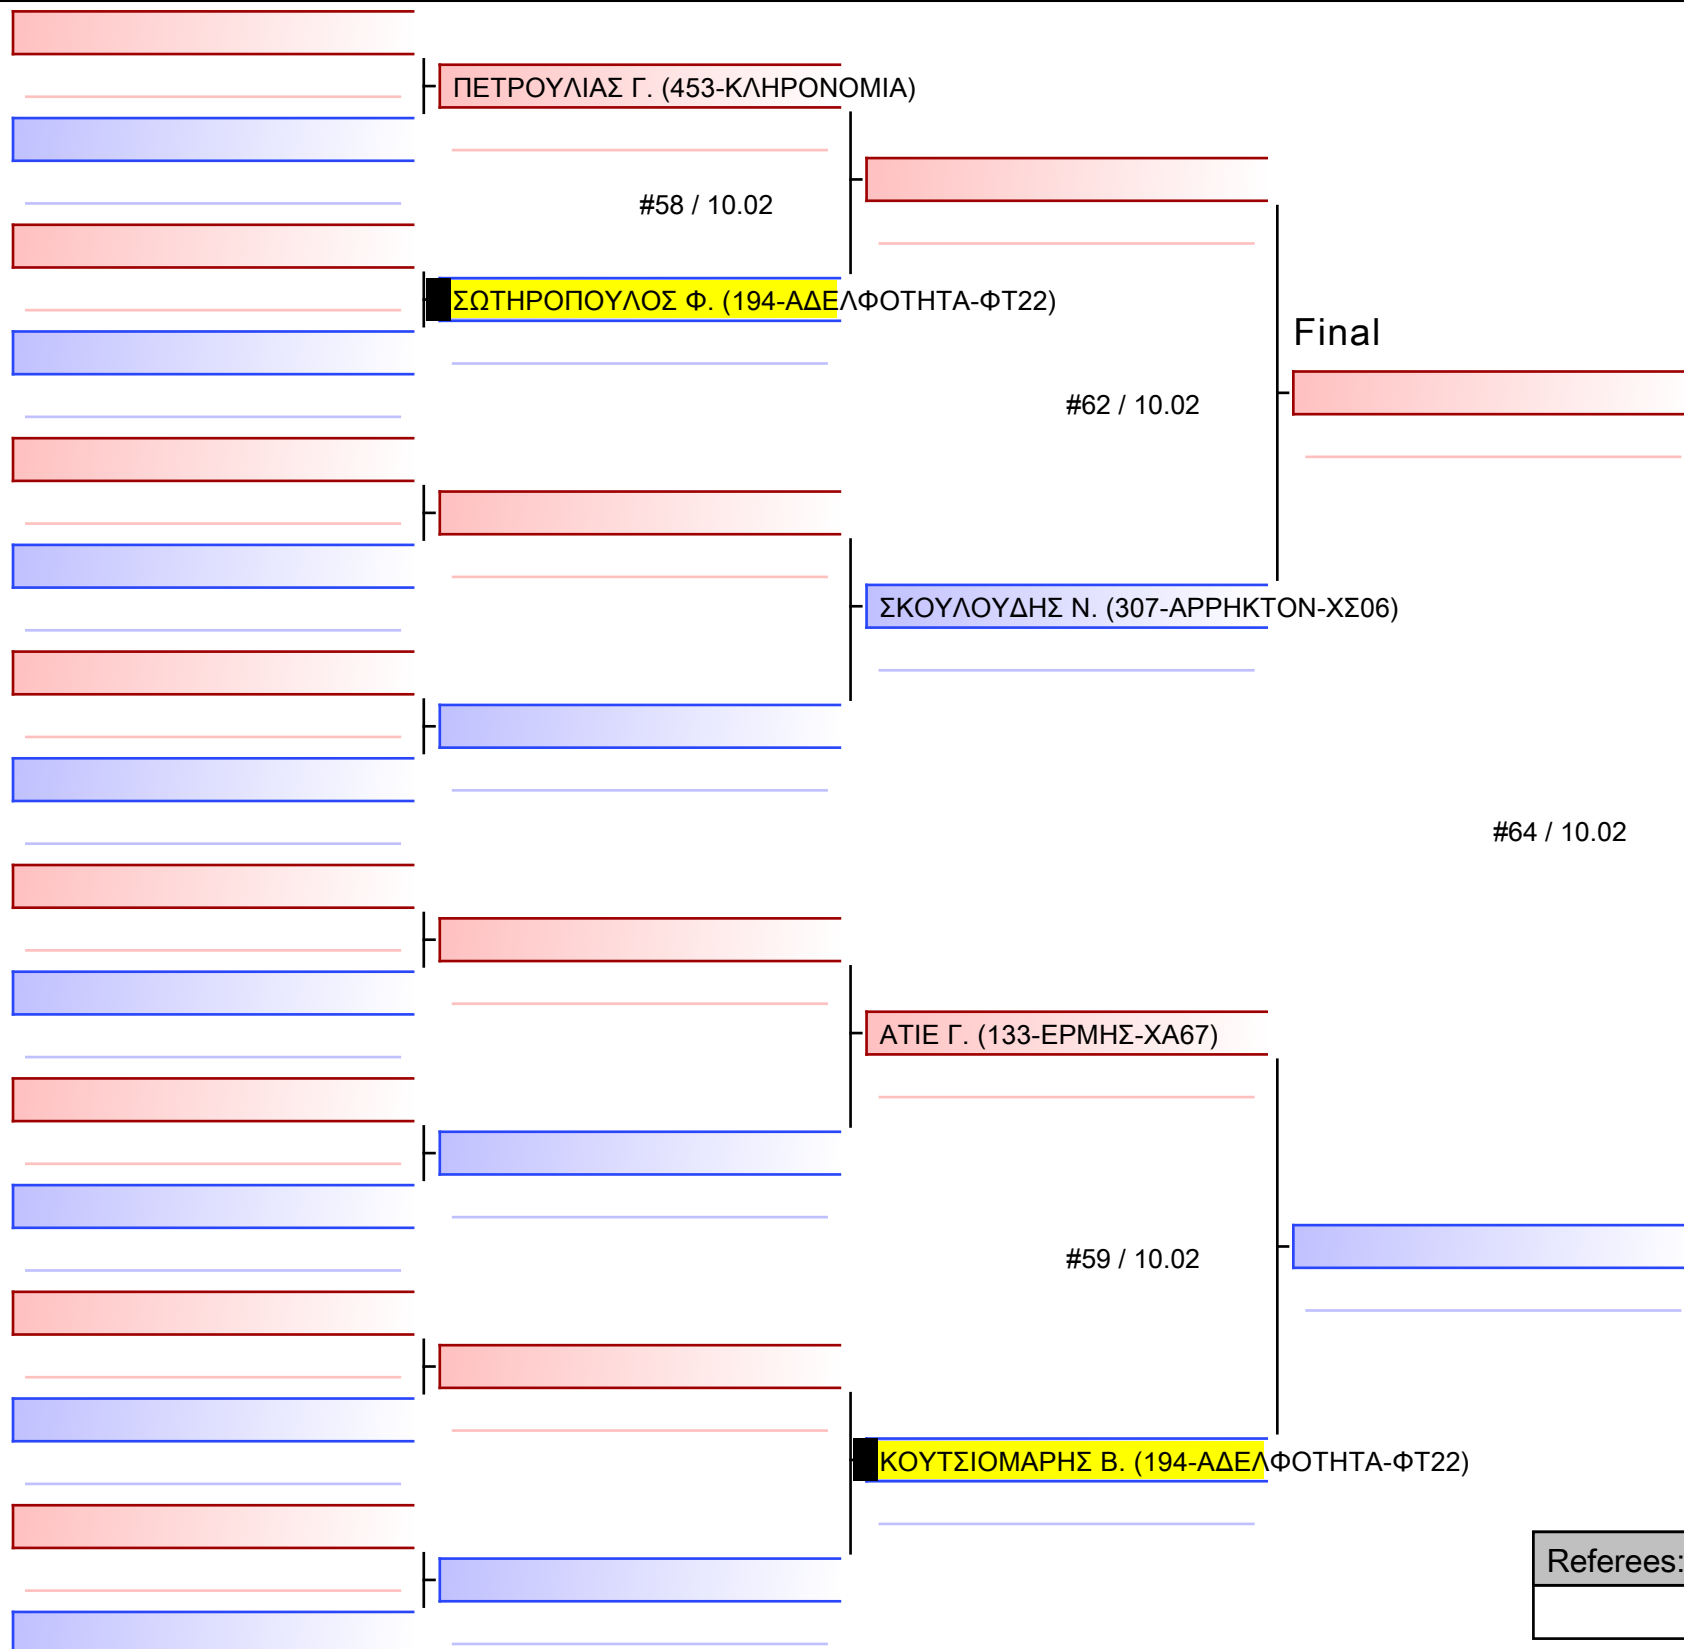 ΠΕΤΡΟΥΛΙΑΣ Γ. (453-ΚΛΗΡΟΝΟΜΙΑ)
#58 / 10.02
ΣΩΤΗΡΟΠΟΥΛΟΣ Φ. (194-ΑΔΕΛΦΟΤΗΤΑ-ΦΤ22)
Final
#62 / 10.02
ΣΚΟΥΛΟΥΔΗΣ Ν. (307-ΑΡΡΗΚΤΟΝ-ΧΣ06)
#64 / 10.02
ΑΤΙΕ Γ. (133-ΕΡΜΗΣ-ΧΑ67)
#59 / 10.02
ΚΟΥΤΣΙΟΜΑΡΗΣ Β. (194-ΑΔΕΛΦΟΤΗΤΑ-ΦΤ22)
Referees: